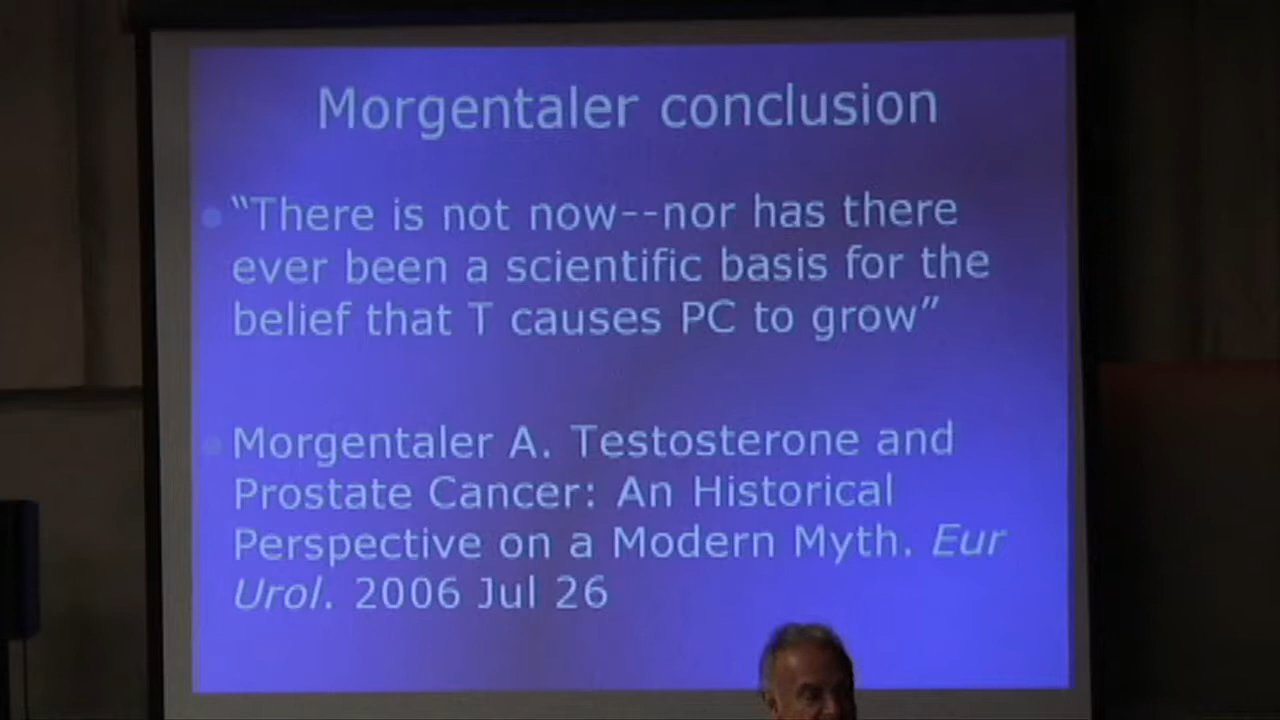 Morgentaler conclusion
“There is not now--nor has there
ever been a scientific basis for the
belief that T causes PC to grow”
Morgentaler A. Testosterone and
Prostate Cancer: An Historical
Perspective on a Modern Myth. Eur
Urol. 2006 Jul 26